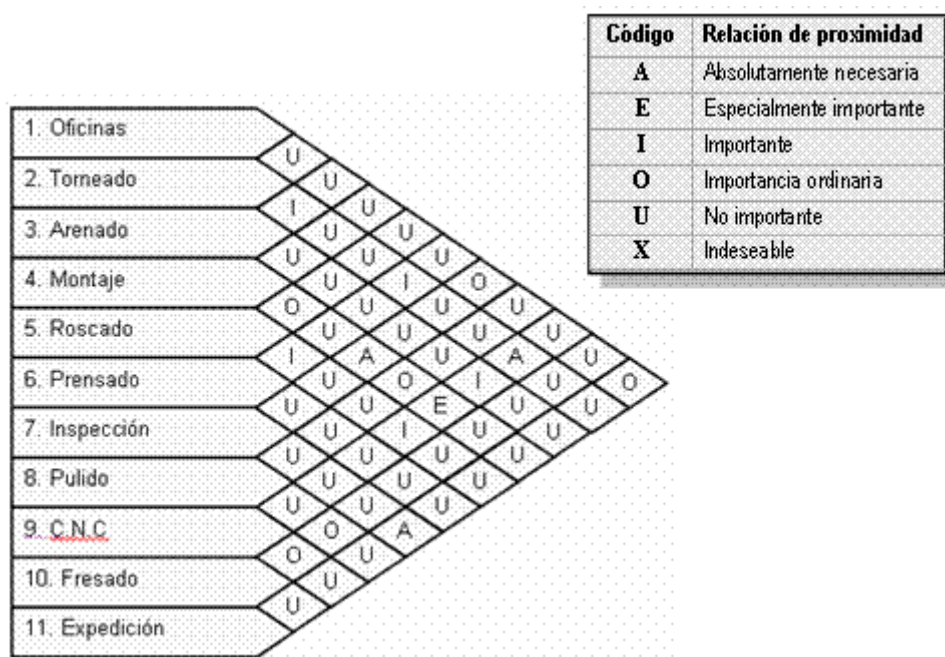 Código Relación de proximidad
A Absolutamente necesaria
E Especialmente importante
I Importante
O Importancia ordinaria
U No importante
X Indeseable
1. Oficinas
U
2. Torneado U
I U
3. Arenado U U
U U U
4. Montaje U I O
O U U U
5. Roscado U U U U
I A U A U
6. Prensado U O I U O
U U E U U
7. Inspección U I U U
U U U U
8. Pulido U U U
U U U
9. C.N.C O A
O U
10. Fresado U
U
11. Expedición